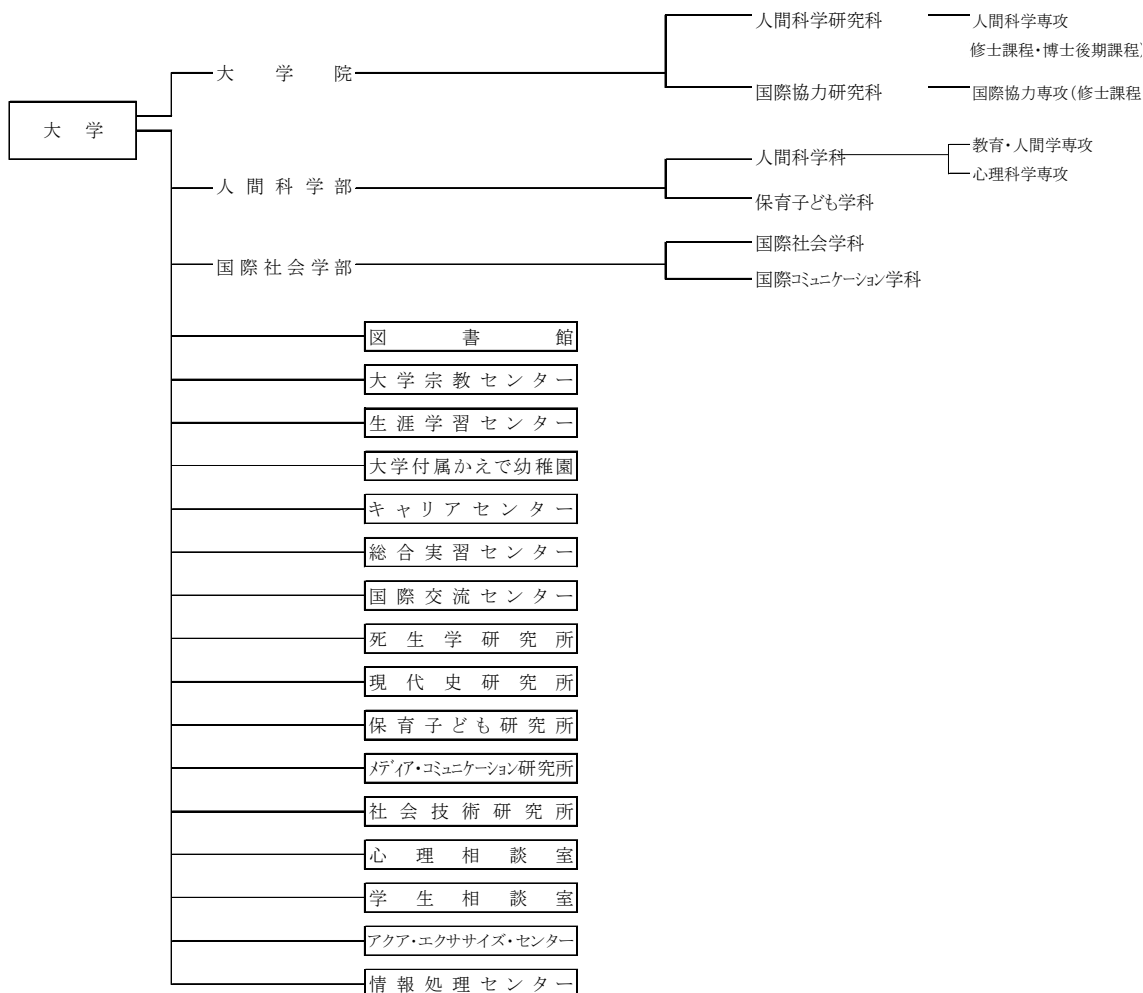 人間科学研究科 人間科学専攻
修士課程・博士後期課程)
大学院
国際協力研究科 国際協力専攻(修士課程
大学
教育・人間学専攻
人間科学科
心理科学専攻
人間科学部
保育子ども学科
国際社会学科
国際社会学部
国際コミュニケーション学科
図書館
大学宗教センター
生涯学習センター
大学付属かえで幼稚園
キャリアセンター
総合実習センター
国際交流センター
死生学研究所
現代史研究所
保育子ども研究所
メディア・コミュニケーション研究所
社会技術研究所
心理相談室
学生相談室
アクア・エクササイズ・センター
情報処理センター